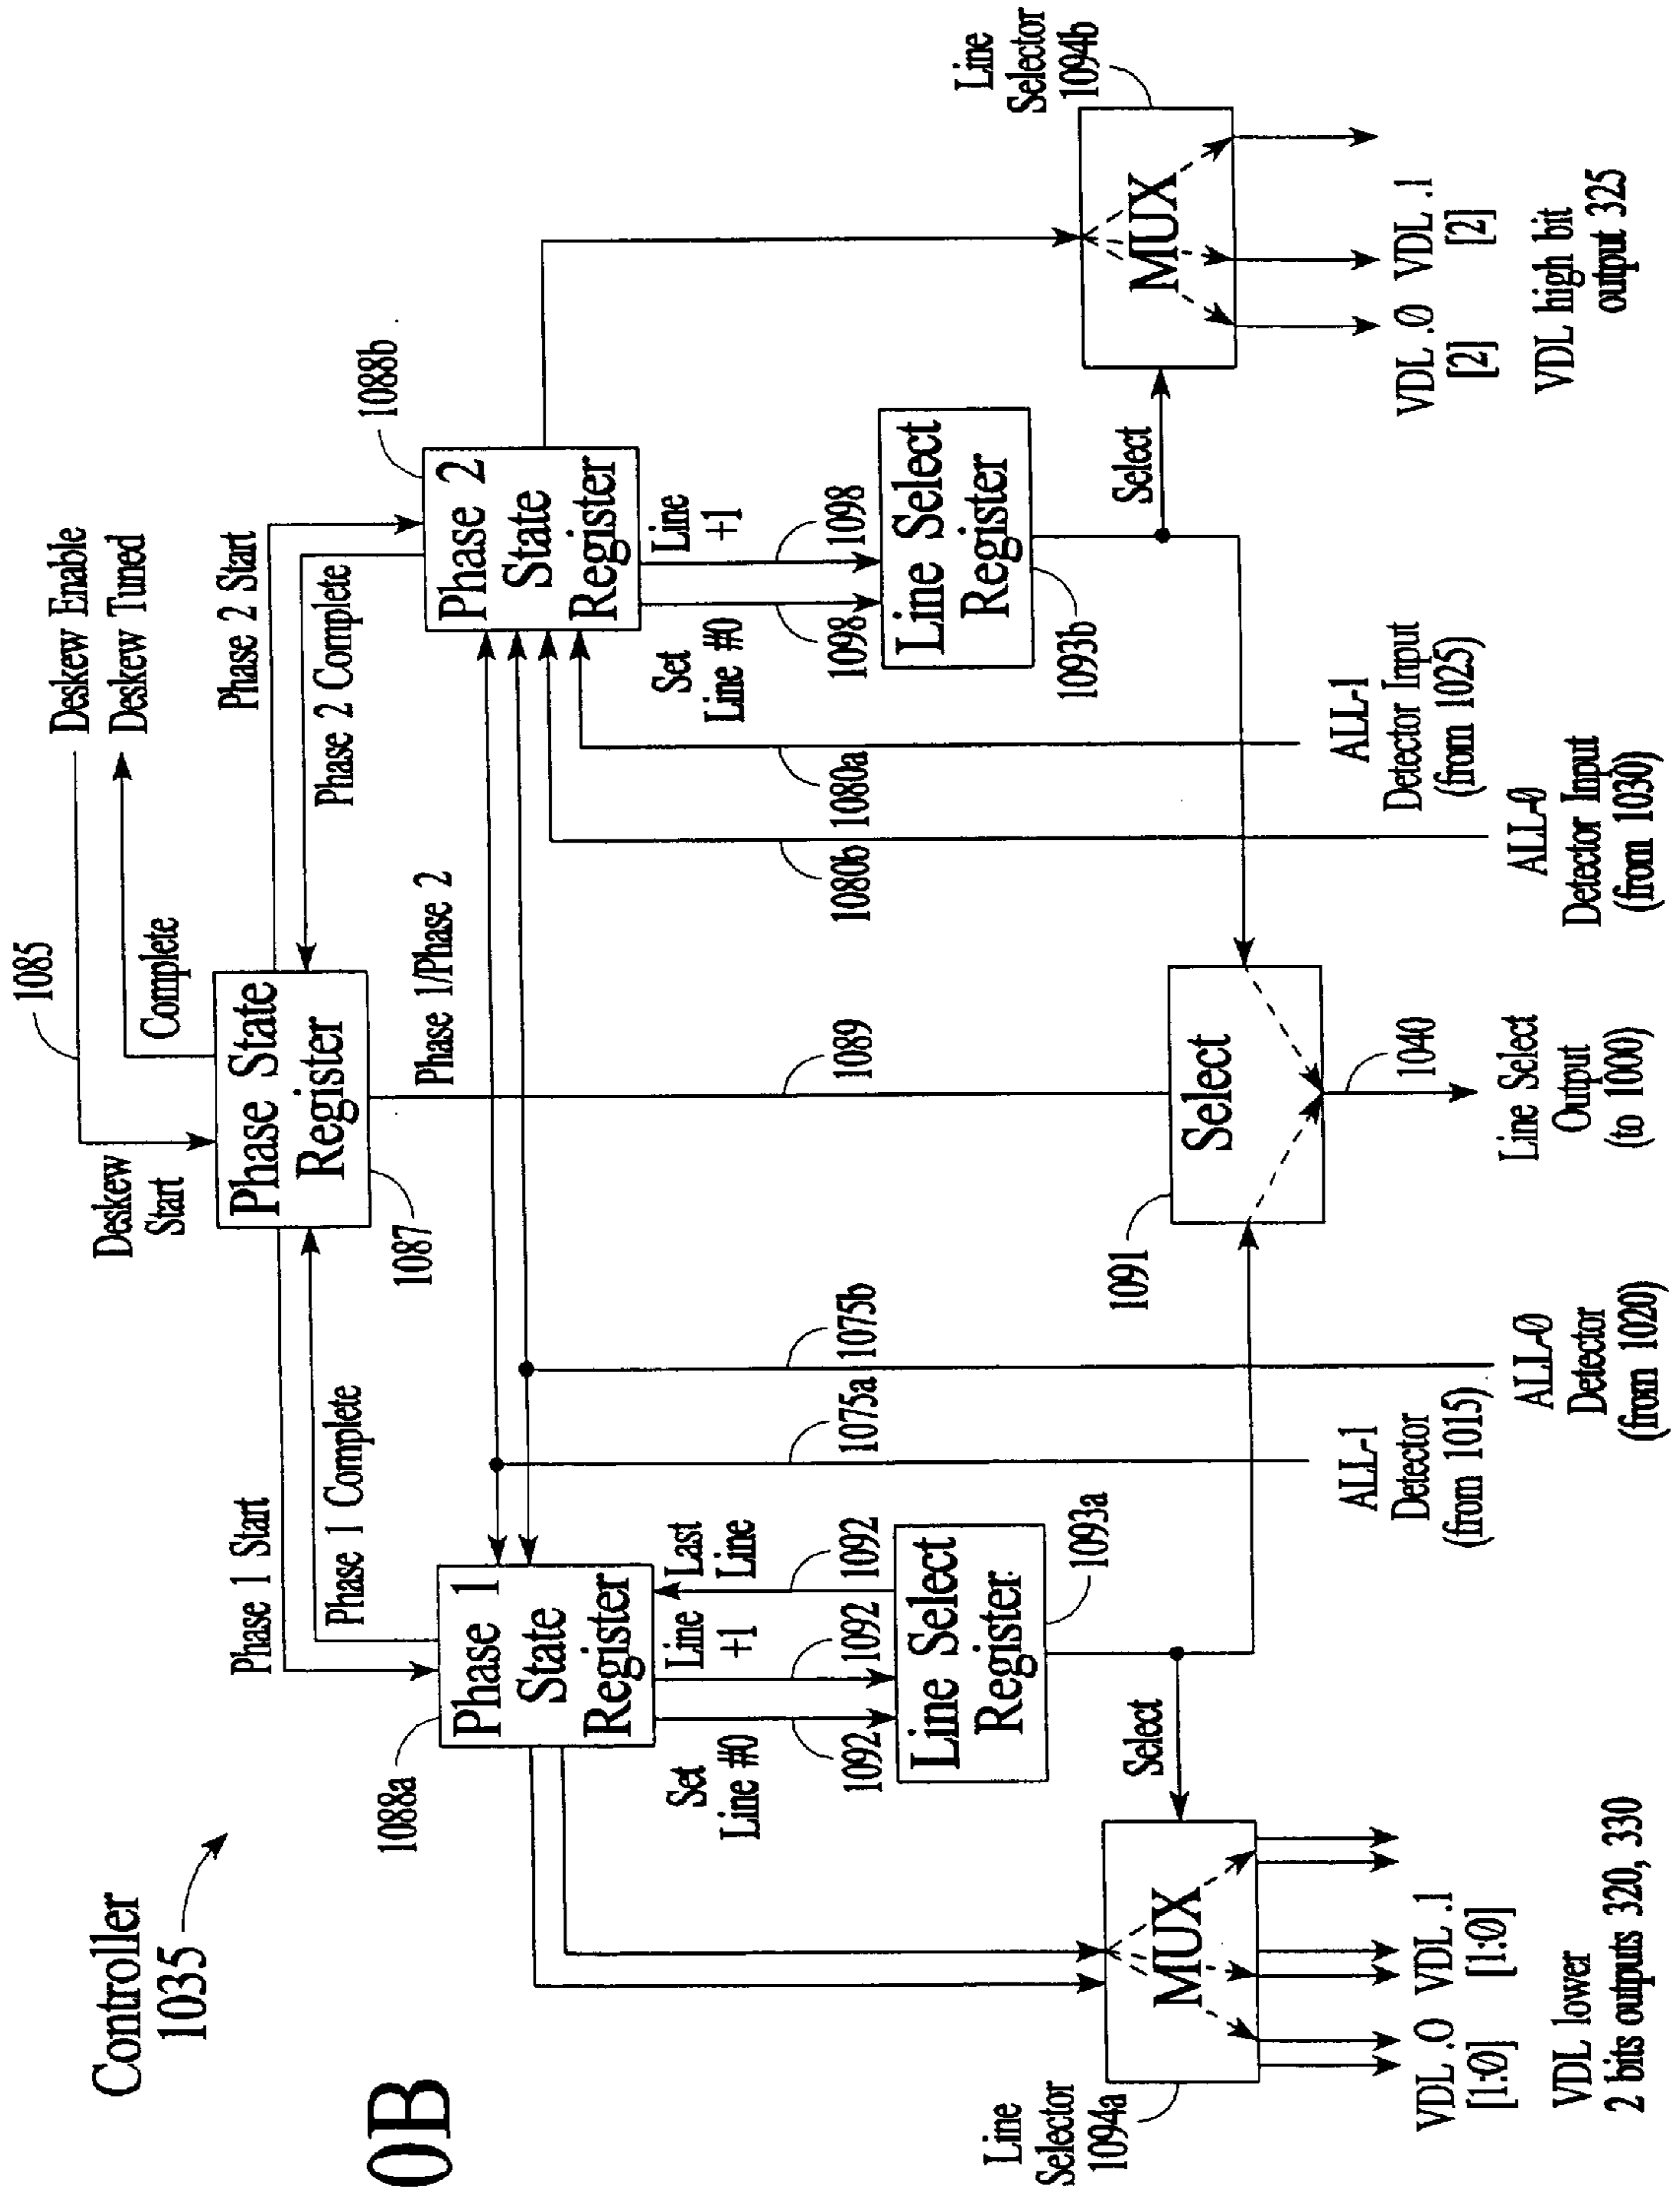 Controller
1035
0B
1085
Deskew Enable
Deskew Tuned
Deskew
Start
Complete
Phase State
Register
1087
Phase 1 Start
Phase 1 Complete
Phase 2 Start
Phase 2 Complete
Phase 1/Phase 2
1089
1088a
Phase 1
State
Register
1088b
Phase 2
State
Register
Set
Line #0
Line
+1
Last
Line
1092
1092
1092
Line Select
Register
1093a
1075a
1075b
Set
Line #0
Line
+1
1098
1098
Line Select
Register
1093b
1080b
1080a
Select
Line
Selector
1094a
MUX
1091
Select
1040
Select
Line
Selector
1094b
MUX
VDL .O
[1:0]
VDL .1
[1:0]
VDL lower
2 bits outputs 320, 330
ALL-1
Detector
(from 1015)
ALL-0
Detector
(from 1020)
Line Select
Output
(to 1000)
ALL-0
Detector Input
(from 1030)
ALL-1
Detector Input
(from 1025)
VDL .0
[2]
VDL .1
[2]
VDL high bit
output 325